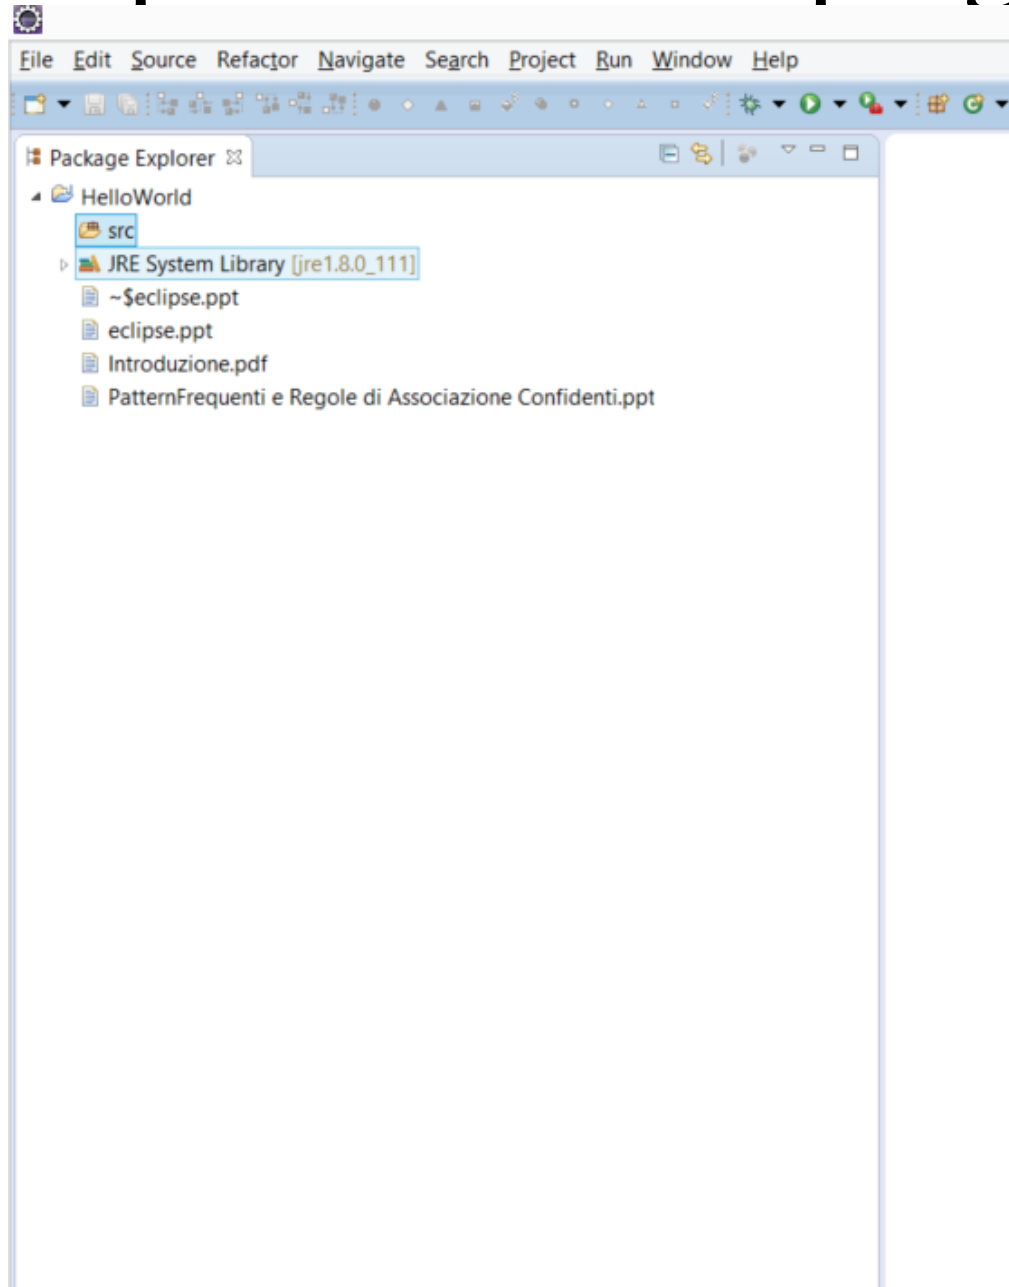 File Edit Source Refactor Navigate Search Project Run Window Help
Package Explorer
HelloWorld
src
JRE System Library [jre1.8.0_111]
~$eclipse.ppt
eclipse.ppt
Introduzione.pdf
PatternFrequenti e Regole di Associazione Confidenti.ppt